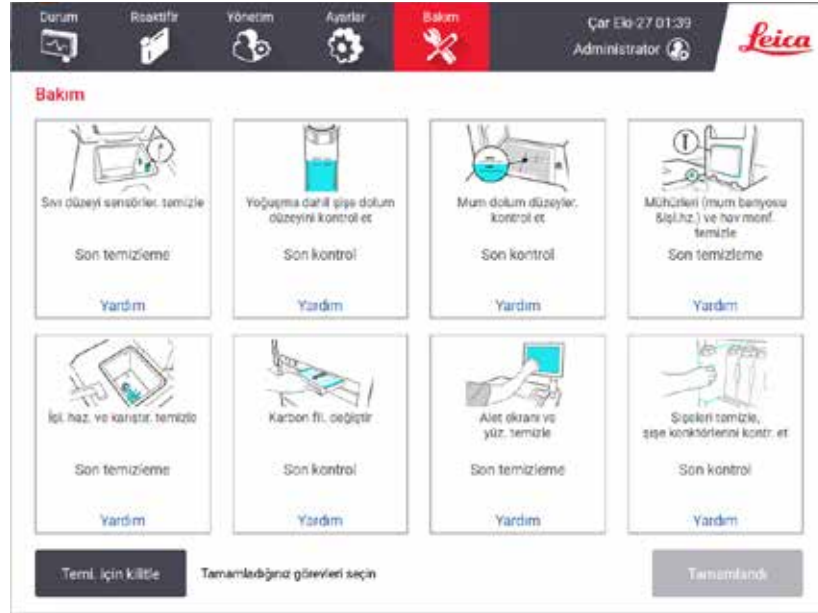 Durum Reaktifir Yönetim Ayarlar Bakım
Çar Eki-27 01:39
Administrator
Leica
Bakım
Sıvı düzeyi sensörler. temizle
Son temizleme
Yardım
Yoğuşma dahil şişe dolum
düzeyini kontrol et
Son kontrol
Yardım
Mum dolum düzeyler.
kontrol et
Son kontrol
Yardım
Mühürleri (mum banyosu
&işl.hz.) ve hav monf.
temizle
Son temizleme
Yardım
İşl. haz. ve karıştır. temizle
Son temizleme
Yardım
Karbon fil. değiştir
Son kontrol
Yardım
Alet ekranı ve
yüz. temizle
Son temizleme
Yardım
Şişeleri temizle,
şişe konktörlerini kontr. et
Son kontrol
Yardım
Temi. için kilitle
Tamamladığınız görevleri seçin
Tamamlandı